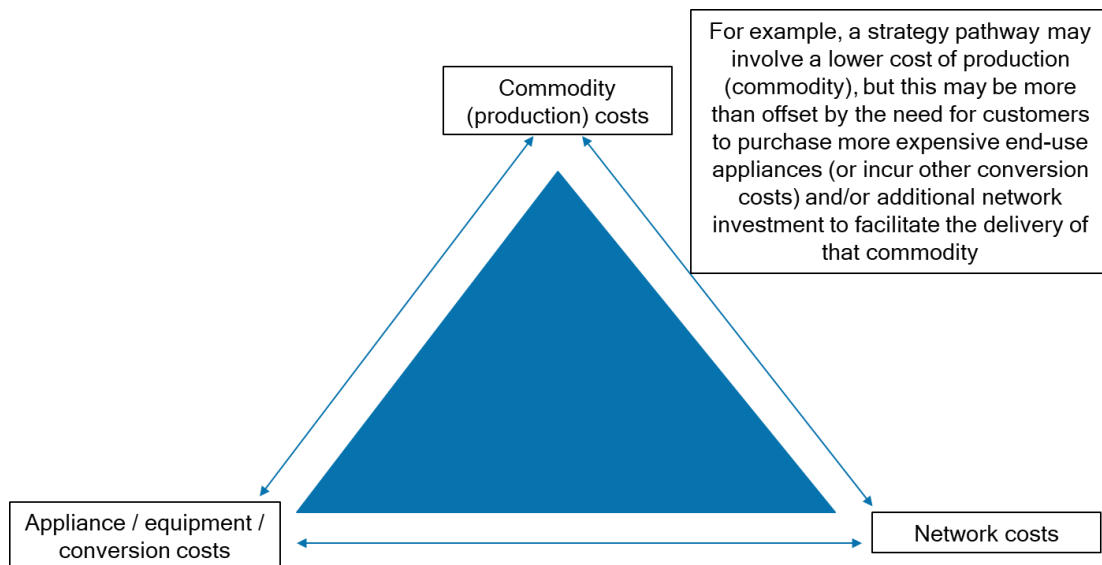 For example, a strategy pathway may
involve a lower cost of production
(commodity), but this may be more
than offset by the need for customers
to purchase more expensive end-use
appliances (or incur other conversion
costs) and/or additional network
investment to facilitate the delivery of
that commodity
Commodity
(production) costs
Appliance / equipment /
conversion costs
Network costs